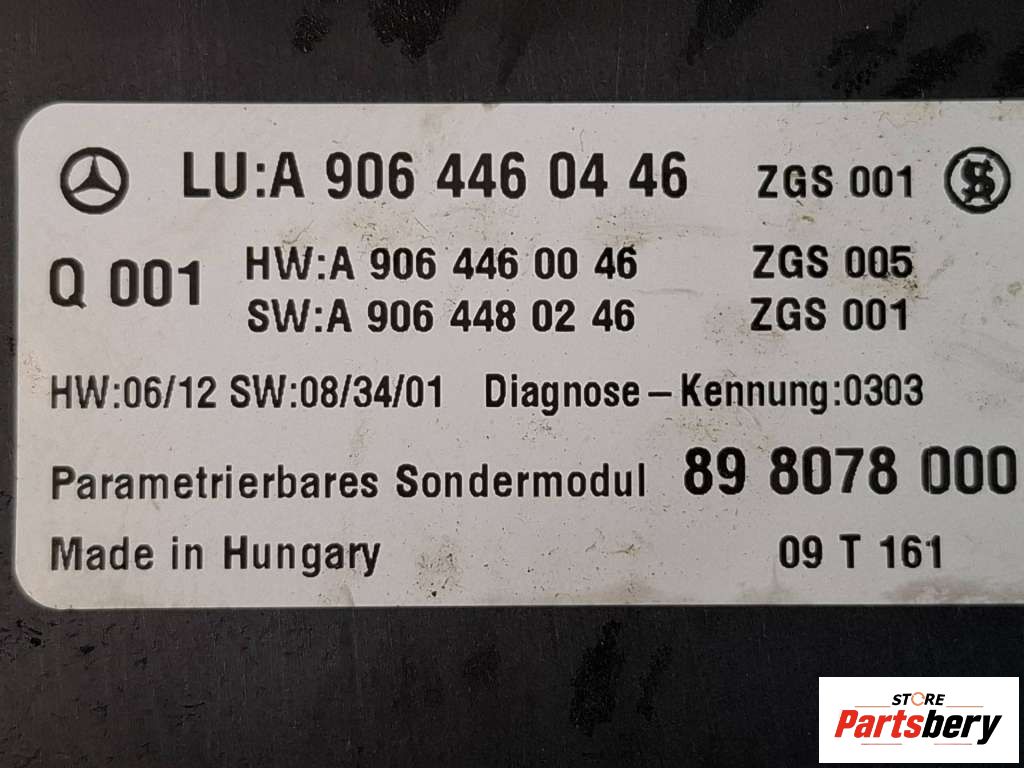 LU:A 906 446 04 46 ZGS 001
Q 001
HW:A 906 446 00 46 ZGS 005
SW:A 906 448 02 46 ZGS 001
HW:06/12 SW:08/34/01 Diagnose – Kennung:0303
Parametrierbares Sondermodul 89 8078 000
Made in Hungary 09 T 161
STORE
Partsbery